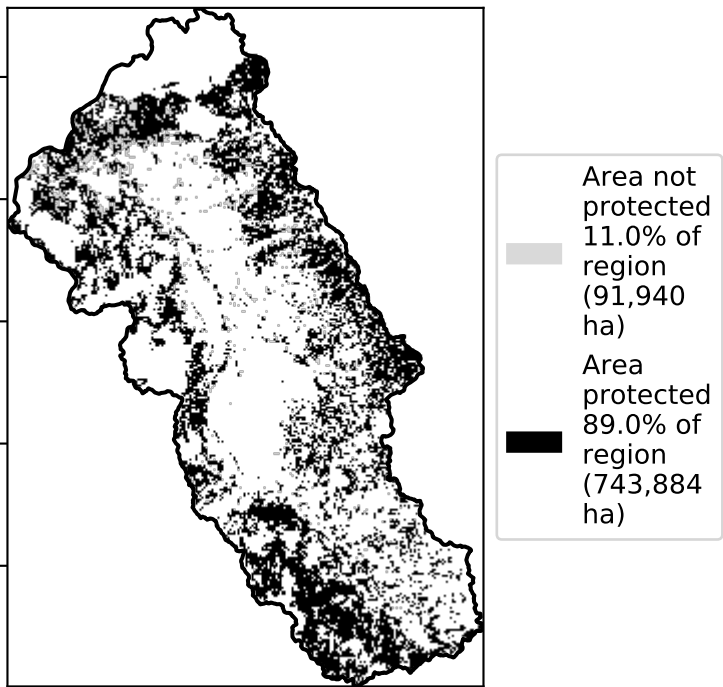 Area not
protected
11.0% of
region
(91,940
ha)
Area
protected
89.0% of
region
(743,884
ha)